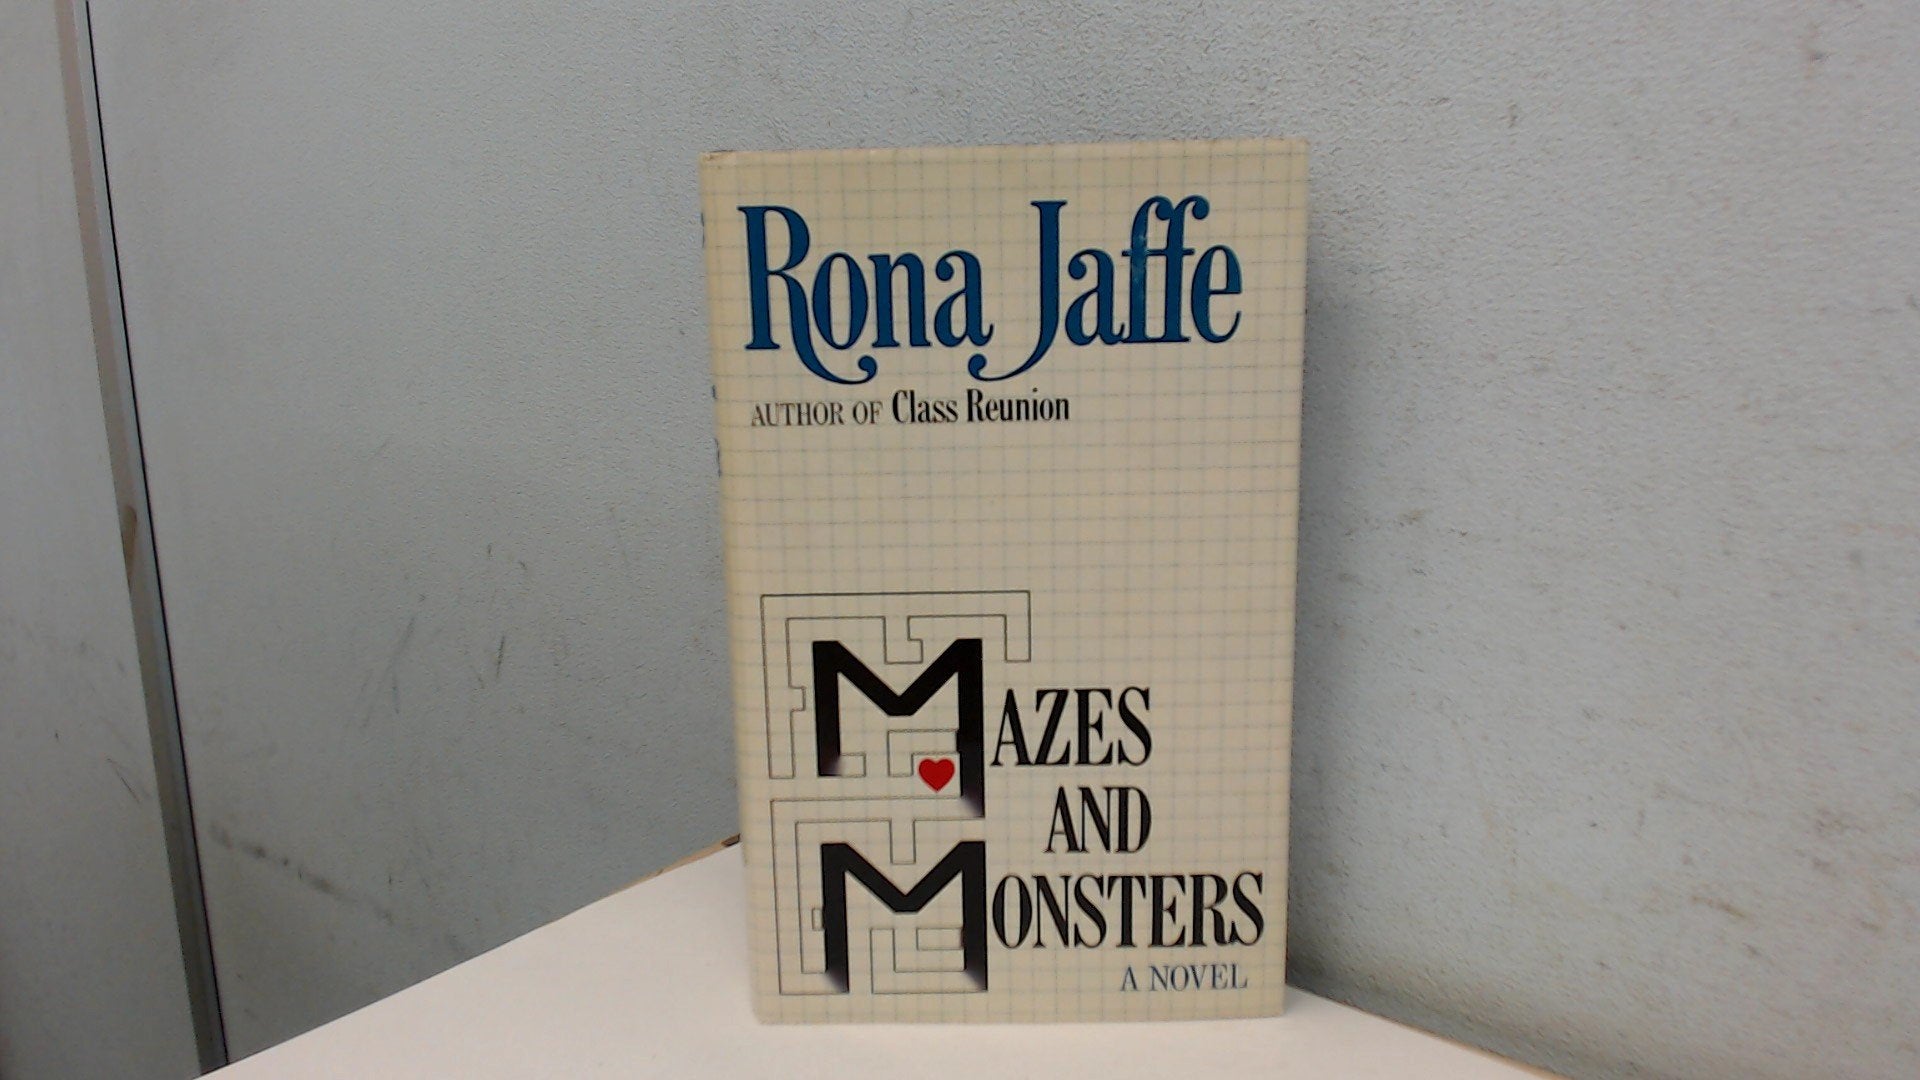 Rona Jaffe
AUTHOR OF Class Reunion
MAZES
AND
MONSTERS
A NOVEL